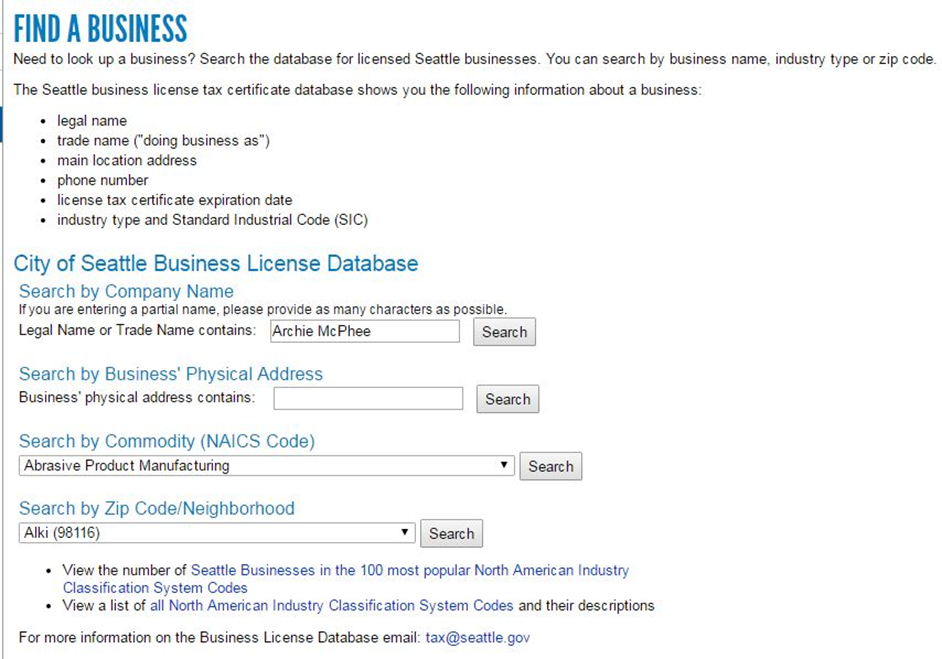 FIND A BUSINESS
Need to look up a business? Search the database for licensed Seattle businesses. You can search by business name, industry type or zip code.
The Seattle business license tax certificate database shows you the following information about a business:
• legal name
• trade name ("doing business as")
• main location address
• phone number
• license tax certificate expiration date
• industry type and Standard Industrial Code (SIC)
City of Seattle Business License Database
Search by Company Name
If you are entering a partial name, please provide as many characters as possible.
Legal Name or Trade Name contains: Archie McPhee Search
Search by Business' Physical Address
Business' physical address contains: Search
Search by Commodity (NAICS Code)
Abrasive Product Manufacturing Search
Search by Zip Code/Neighborhood
Alki (98116) Search
• View the number of Seattle Businesses in the 100 most popular North American Industry
Classification System Codes
• View a list of all North American Industry Classification System Codes and their descriptions
For more information on the Business License Database email: tax@seattle.gov